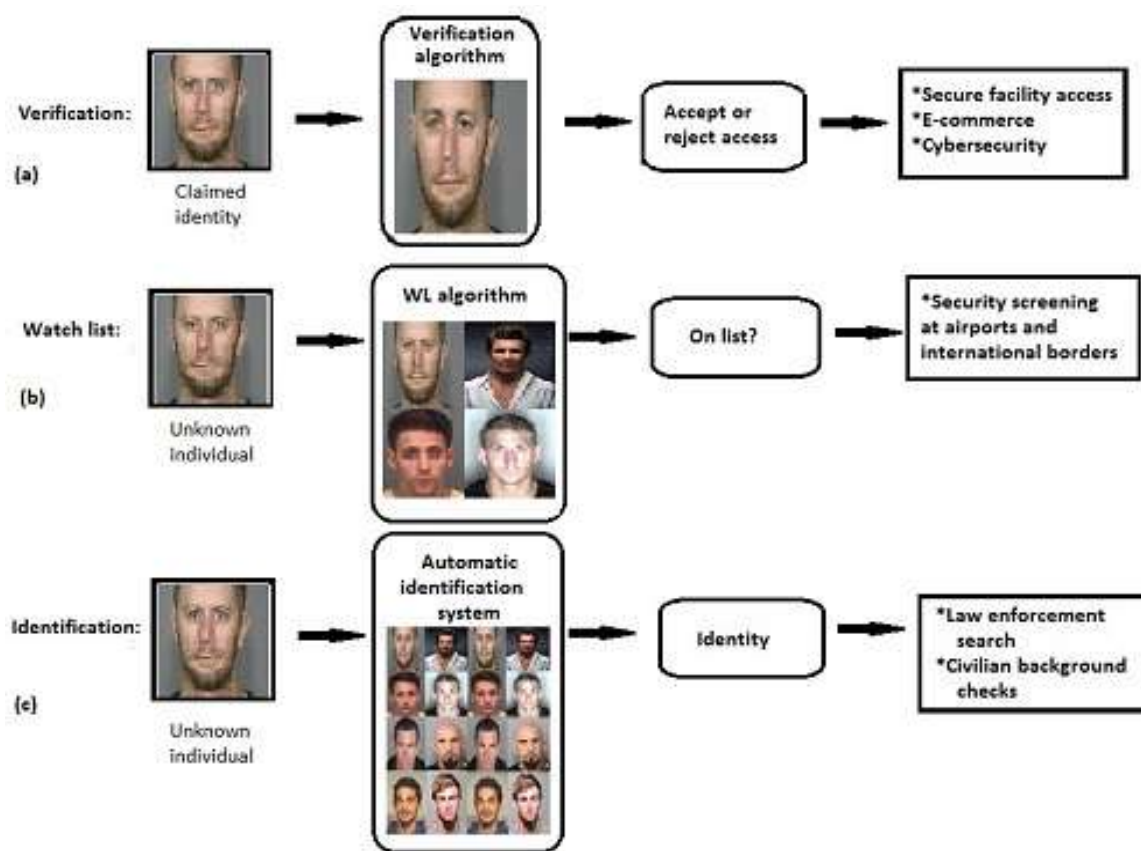 Verification:
(a)
Claimed
identity
Verification
algorithm
Accept or
reject access
*Secure facility access
*E-commerce
*Cybersecurity
Watch list:
(b)
Unknown
individual
WL algorithm
On list?
*Security screening
at airports and
international borders
Identification:
(c)
Unknown
individual
Automatic
identification
system
Identity
*Law enforcement
search
*Civilian background
checks